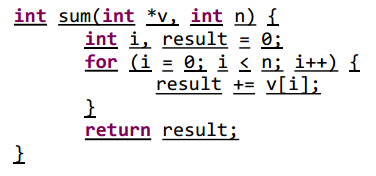 int sum(int *v, int n) {
int i, result = 0;
for (i = 0; i < n; i++) {
result += v[i];
}
return result;
}